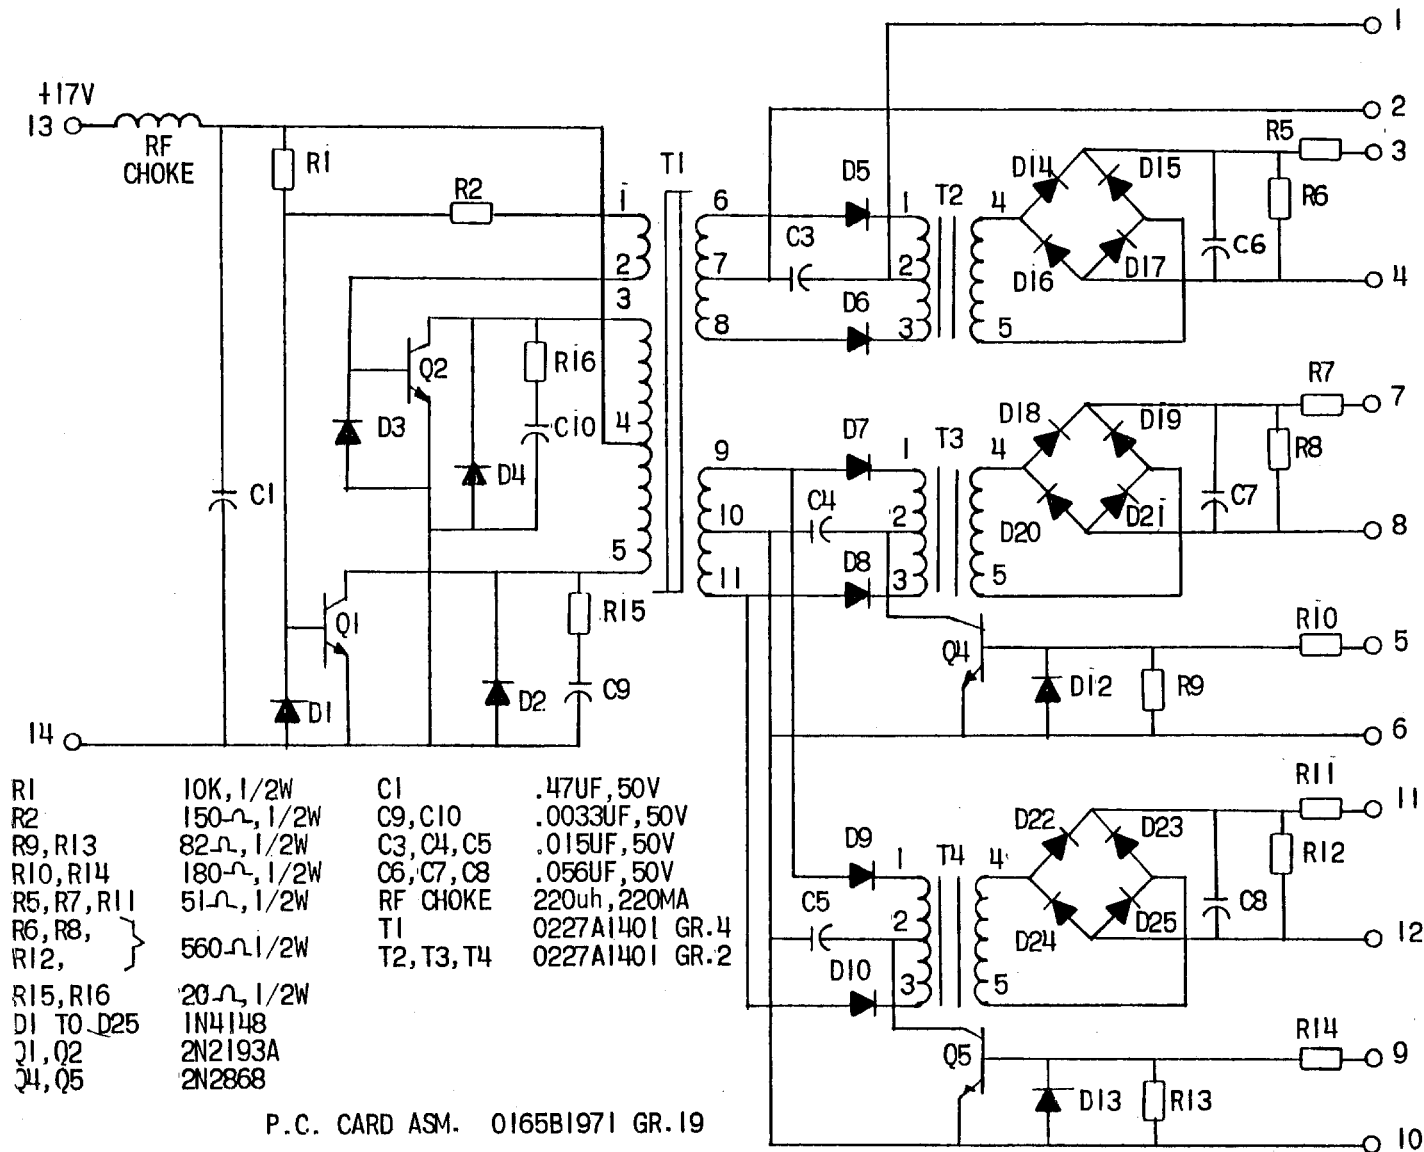 +17V
13
RF
CHOKE
R1
R2
T1
1
2
3
4
5
6
7
8
9
10
11
Q2
D3
D4
R16
C10
C1
Q1
D1
D2
R15
C9
14
D5
C3
D6
1
2
3
T2
4
5
D14
D15
D16
D17
C6
R5
R6
1
2
3
4
D7
C4
D8
1
2
3
T3
4
5
D18
D19
D20
D21
C7
R7
R8
7
8
Q4
D12
R9
R10
5
6
D9
C5
D10
1
2
3
T4
4
5
D22
D23
D24
D25
C8
R11
R12
11
12
Q5
D13
R13
R14
9
10
R1 10K, 1/2W C1 .47UF, 50V
R2 150Ω, 1/2W C9, C10 .0033UF, 50V
R9, R13 82Ω, 1/2W C3, C4, C5 .015UF, 50V
R10, R14 180Ω, 1/2W C6, C7, C8 .056UF, 50V
R5, R7, R11 51Ω, 1/2W RF CHOKE 220uh, 220MA
R6, R8, T1 0227A1401 GR.4
R12, } 560Ω 1/2W T2, T3, T4 0227A1401 GR.2
R15, R16 20Ω, 1/2W
D1 TO D25 1N4148
Q1, Q2 2N2193A
Q4, Q5 2N2868
P.C. CARD ASM. 0165B1971 GR.19